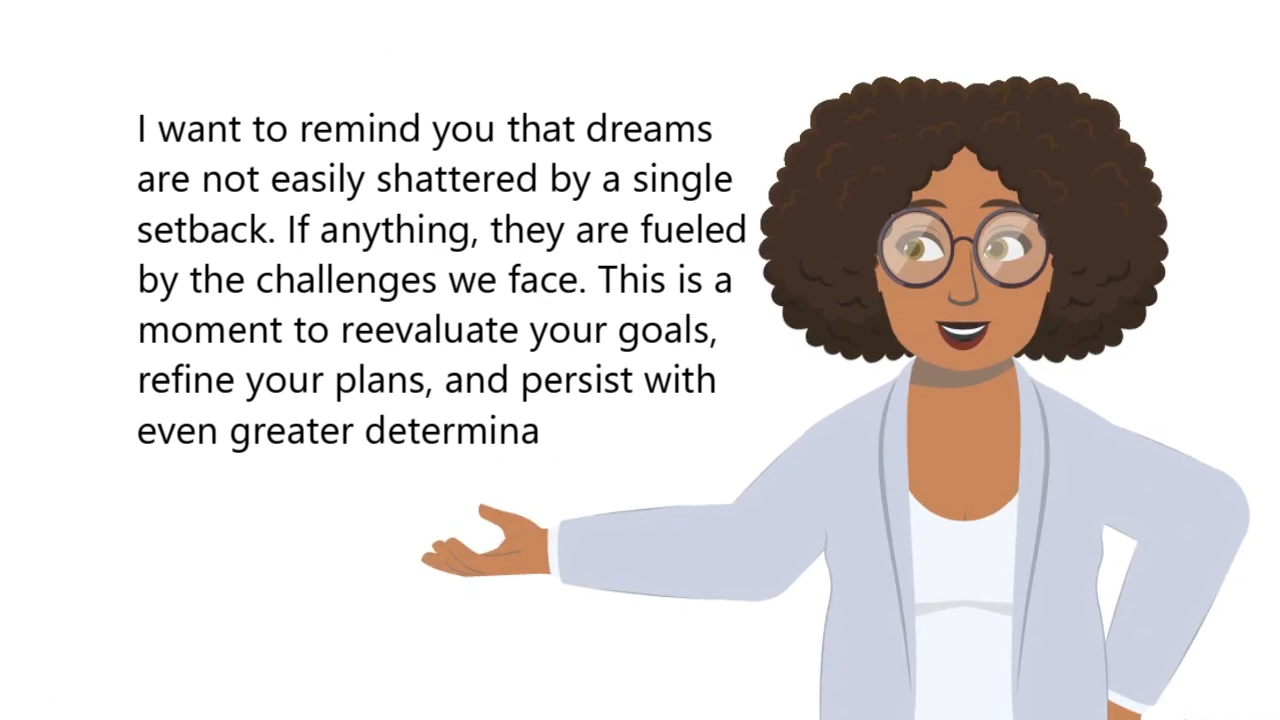 I want to remind you that dreams
are not easily shattered by a single
setback. If anything, they are fueled
by the challenges we face. This is a
moment to reevaluate your goals,
refine your plans, and persist with
even greater determina